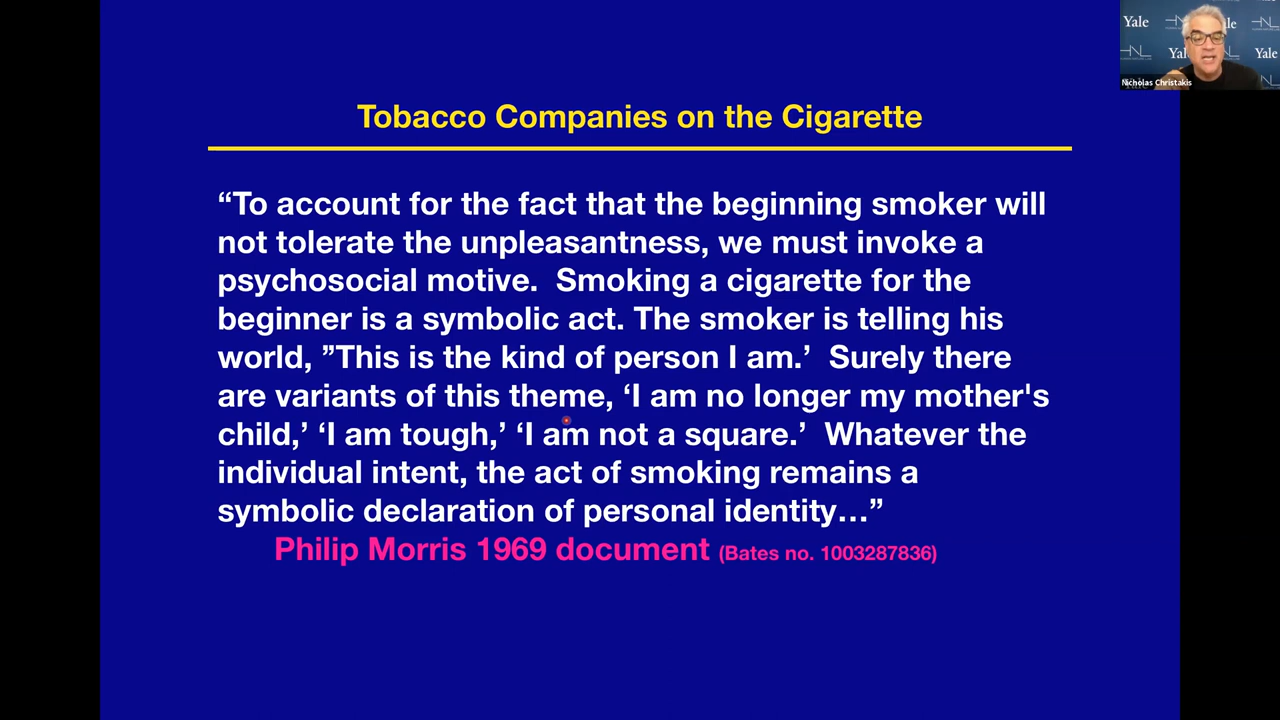 Tobacco Companies on the Cigarette
“To account for the fact that the beginning smoker will
not tolerate the unpleasantness, we must invoke a
psychosocial motive.  Smoking a cigarette for the
beginner is a symbolic act. The smoker is telling his
world, ”This is the kind of person I am.’  Surely there
are variants of this theme, ‘I am no longer my mother's
child,’ ‘I am tough,’ ‘I am not a square.’  Whatever the
individual intent, the act of smoking remains a
symbolic declaration of personal identity…”
Philip Morris 1969 document (Bates no. 1003287836)
Yale
Yale
Nicholas Christakis